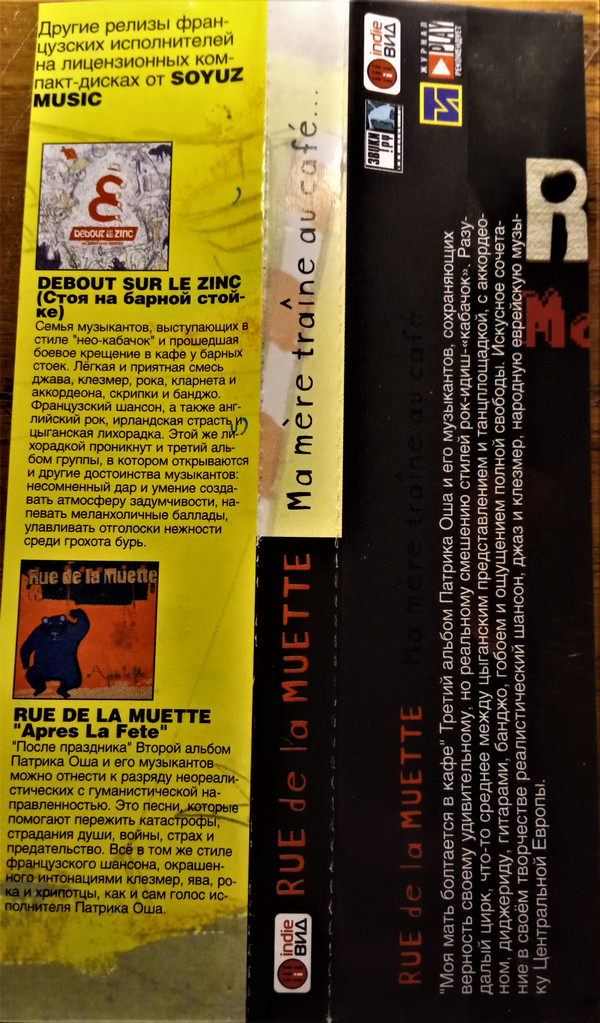 Другие релизы фран-
цузских исполнителей
на лицензионных ком-
пакт-дисках от SOYUZ
MUSIC
DEBOUT LE ZINC
DEBOUT SUR LE ZINC
(Стоя на барной стой-
ке)
Семья музыкантов, выступающих в
стиле "нео-кабачок" и прошедшая
боевое крещение в кафе у барных
стоек. Лёгкая и приятная смесь
джава, клезмер, рока, кларнета и
аккордеона, скрипки и банджо.
Французский шансон, а также анг-
лийский рок, ирландская страсть и
цыганская лихорадка. Этой же ли-
хорадкой проникнут и третий аль-
бом группы, в котором открываются
и другие достоинства музыкантов:
несомненный дар и умение созда-
вать атмосферу задумчивости, на-
певать меланхоличные баллады,
улавливать отголоски нежности
среди грохота бурь.
Rue de la Muette
RUE DE LA MUETTE
"Apres La Fete"
"После праздника" Второй альбом
Патрика Оша и его музыкантов
можно отнести к разряду неореали-
стических с гуманистической на-
правленностью. Это песни, которые
помогают пережить катастрофы,
страдания души, войны, страх и
предательство. Всё в том же стиле
французского шансона, окрашен-
ного интонациями клезмер, ява, ро-
ка и хрипотцы, как и сам голос ис-
полнителя Патрика Оша.
indie
ВИД
RUE de la MUETTE Ma mère traîne au café...
RUE de la MUETTE Ma mère traîne au café
"Моя мать болтается в кафе" Третий альбом Патрика Оша и его музыкантов, сохраняющих
верность своему удивительному, но реальному смешению стилей рок-идиш-«кабачок». Разу-
далый цирк, что-то среднее между цыганским представлением и танцплощадкой, с аккордео-
ном, диджериду, гитарами, банджо, гобоем и ощущением полной свободы. Искусное сочета-
ние в своём творчестве реалистический шансон, джаз и клезмер, народную еврейскую музы-
ку Центральной Европы.
ЗВУКИ РУ
indie
ВИД
ЖУРНАЛ
PLAY
РЕКОМЕНДУЕТ
R
Mo